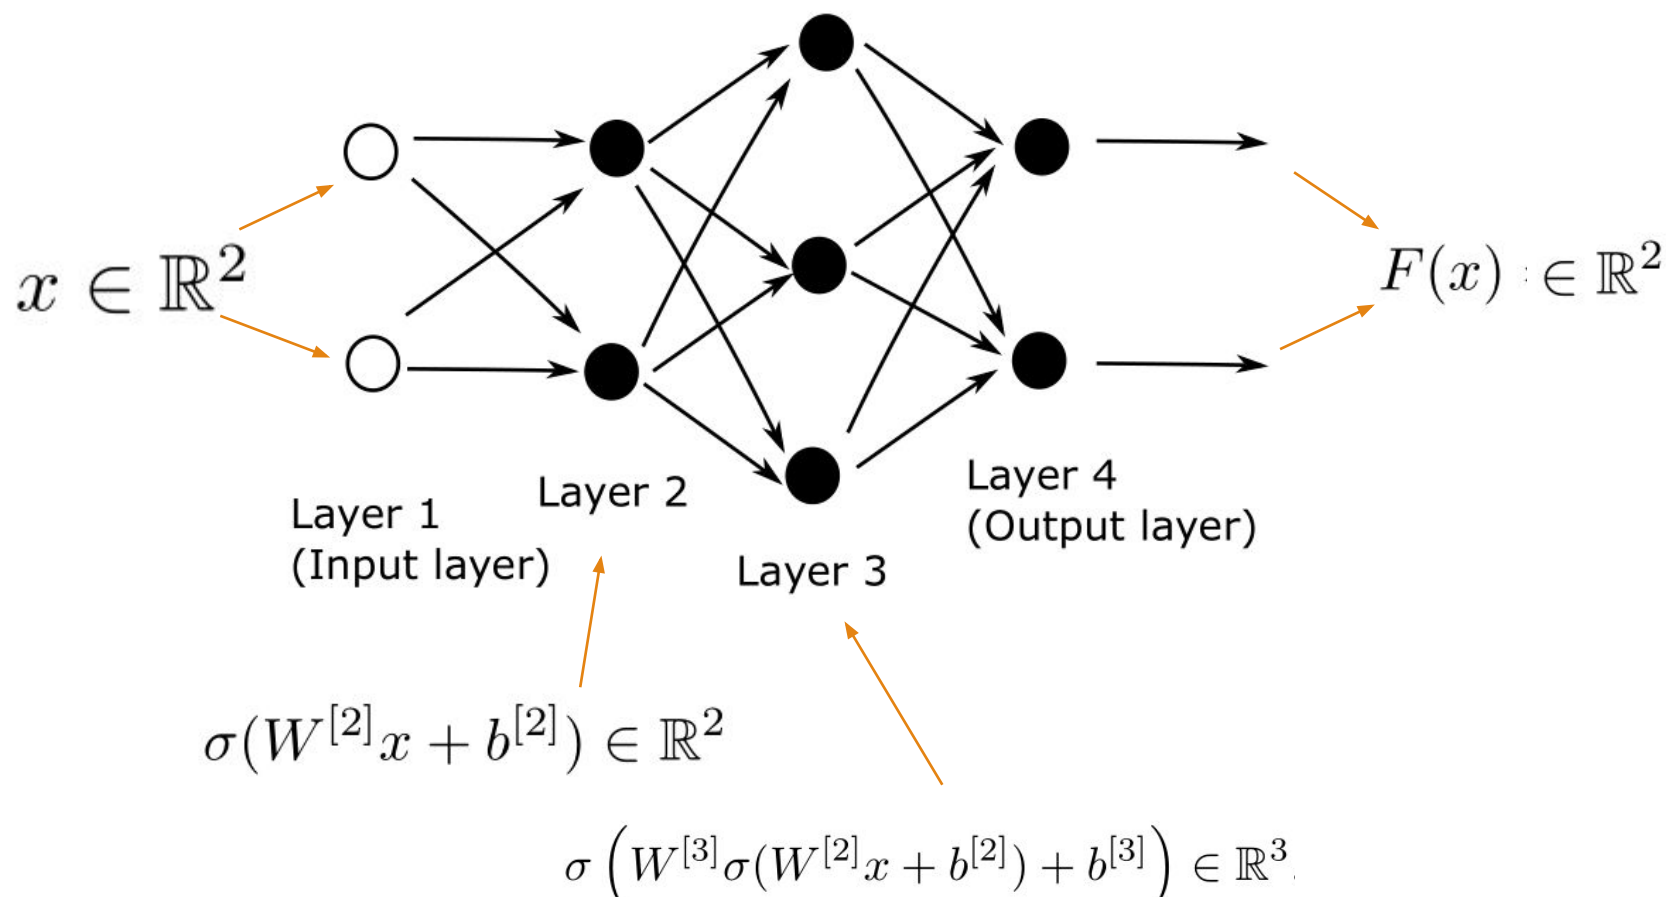 x ∈ ℝ²
F(x) : ∈ ℝ²
Layer 1
(Input layer)
Layer 2
Layer 3
Layer 4
(Output layer)
σ(W^[2]x + b^[2]) ∈ ℝ²
σ(W^[3]σ(W^[2]x + b^[2]) + b^[3]) ∈ ℝ³.